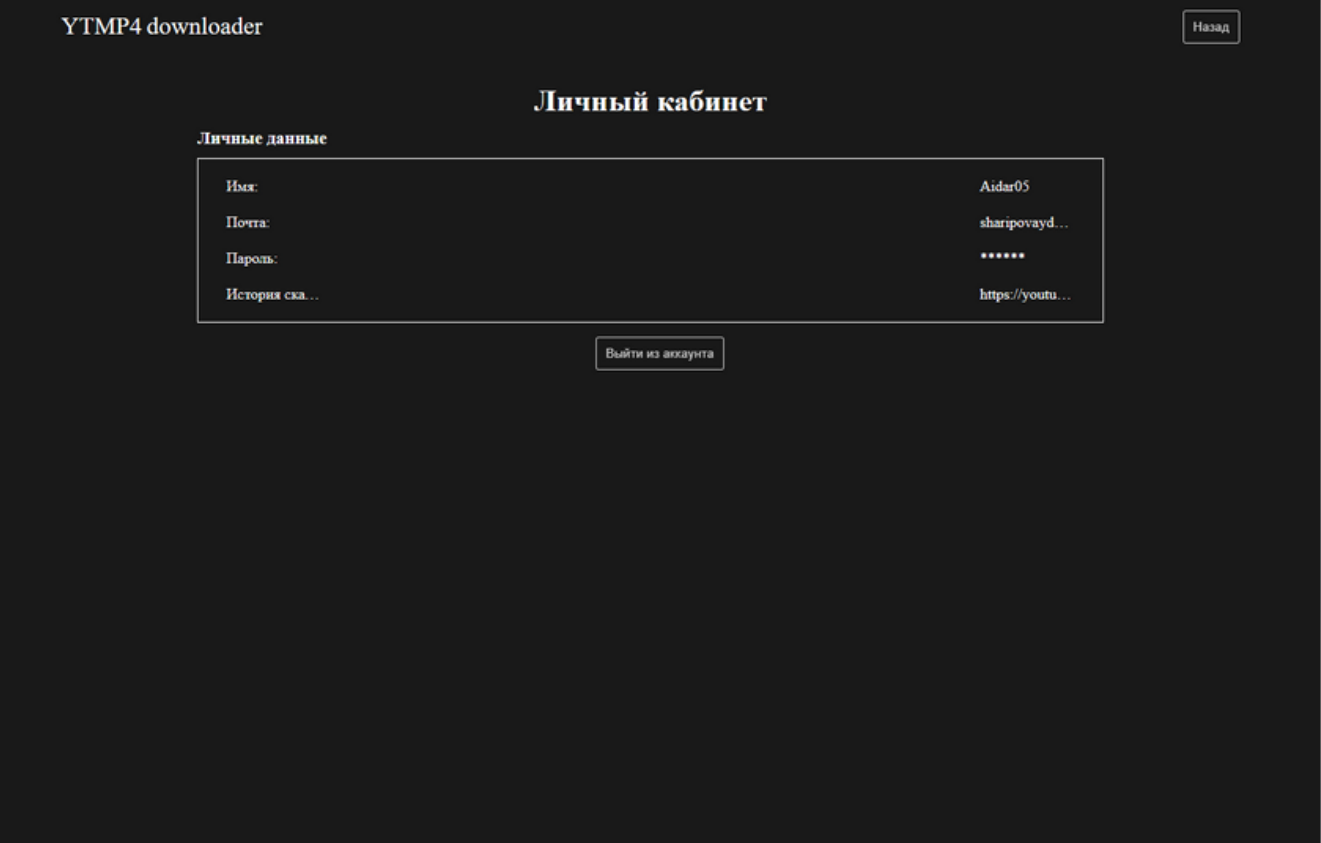 YTMP4 downloader
Назад
Личный кабинет
Личные данные
Имя: Aidar05
Почта: sharipovayd…
Пароль: ******
История ска… https://youtu…
Выйти из аккаунта